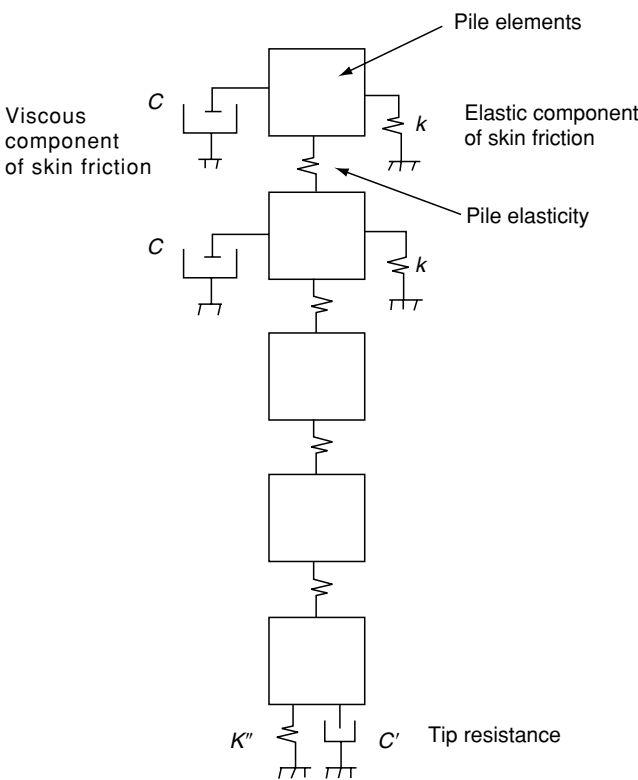 Pile elements
C
Viscous
component
of skin friction
k
Elastic component
of skin friction
Pile elasticity
C
k
K"
C'
Tip resistance